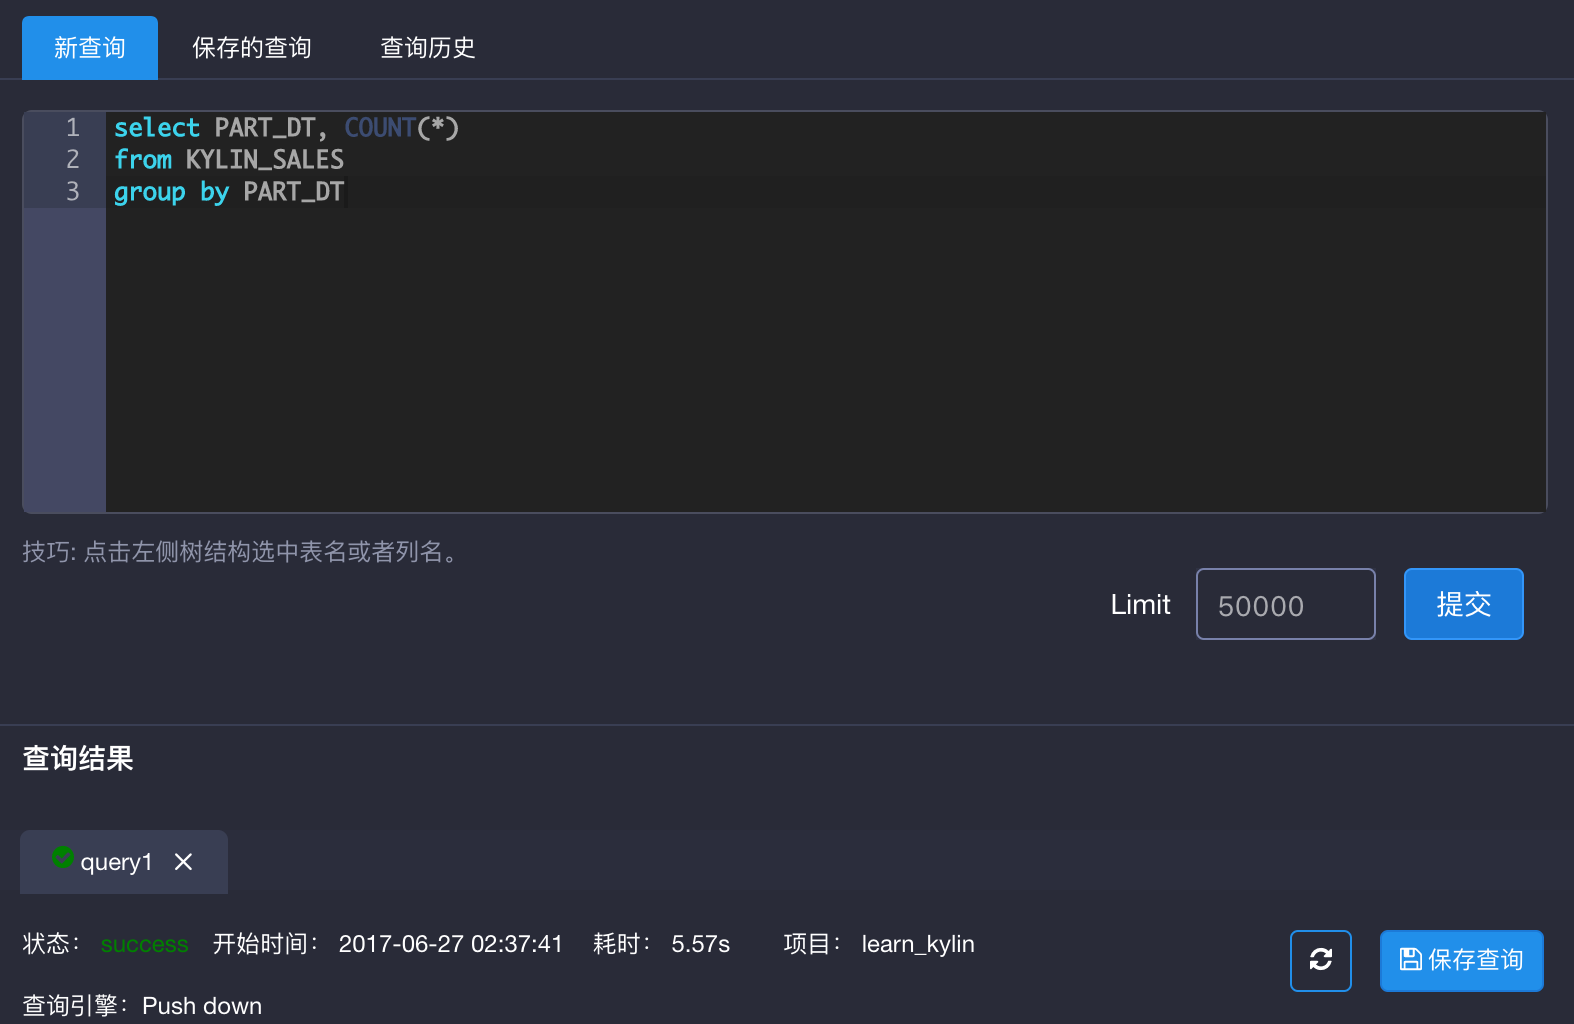 新查询 保存的查询 查询历史
1 select PART_DT, COUNT(*)
2 from KYLIN_SALES
3 group by PART_DT
技巧: 点击左侧树结构选中表名或者列名。
Limit 50000 提交
查询结果
query1
状态： success 开始时间： 2017-06-27 02:37:41 耗时： 5.57s 项目： learn_kylin
保存查询
查询引擎：Push down